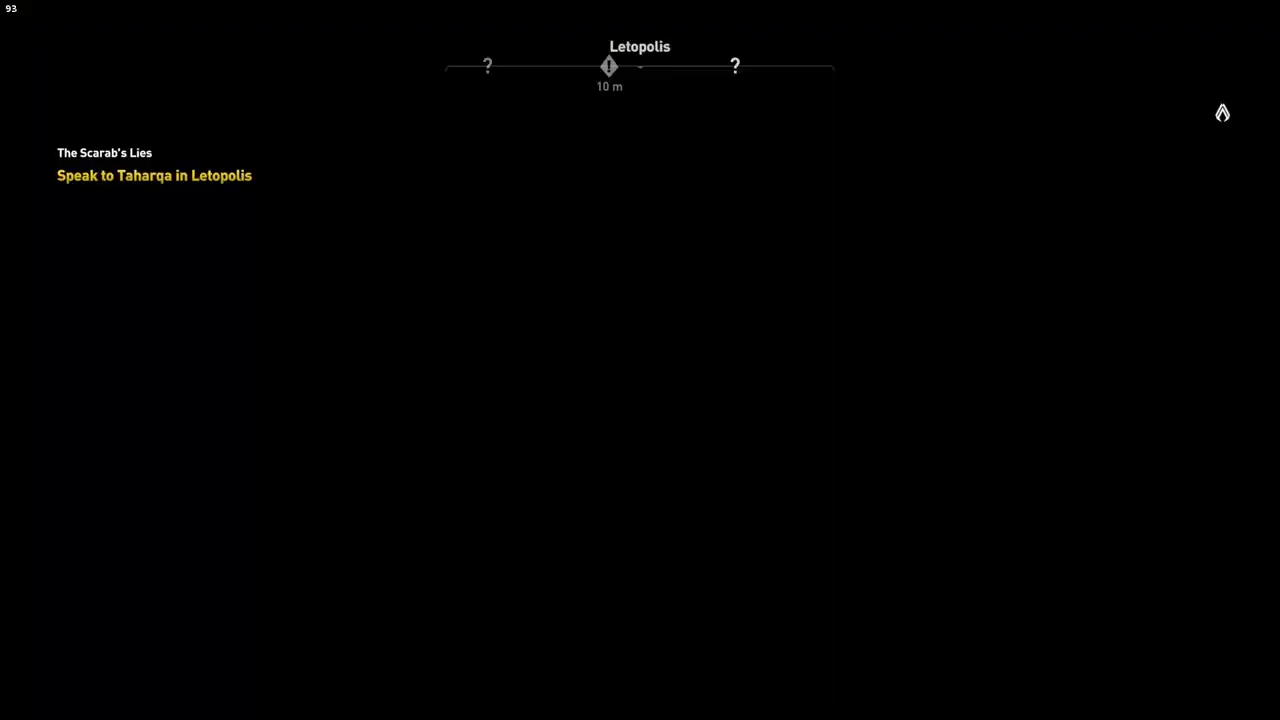 93
Letopolis
? ! ?
10 m
The Scarab's Lies
Speak to Taharqa in Letopolis